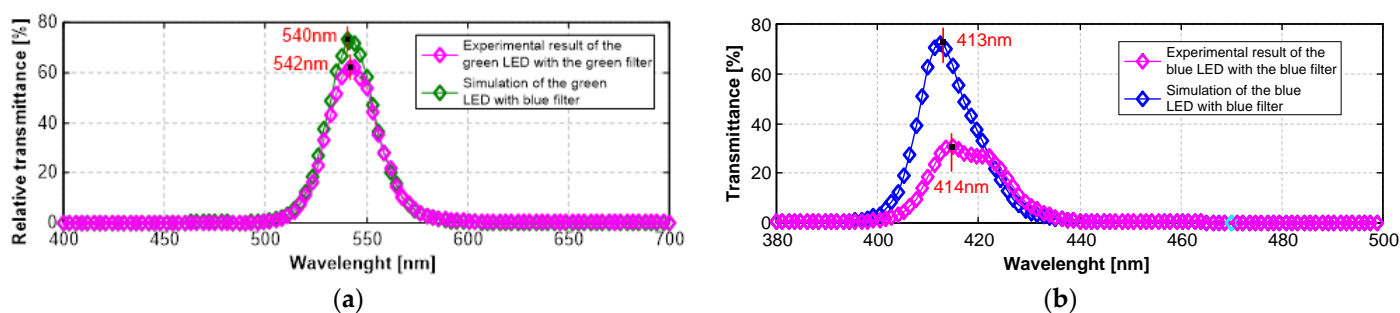 Relative transmittance [%]
80
60
40
20
0
540nm
542nm
Experimental result of the
green LED with the green filter
Simulation of the green
LED with blue filter
400 450 500 550 600 650 700
Wavelenght [nm]
(a)
Transmittance [%]
80
60
40
20
0
413nm
414nm
Experimental result of the
blue LED with the blue filter
Simulation of the blue
LED with blue filter
380 400 420 440 460 480 499
Wavelenght [nm]
(b)